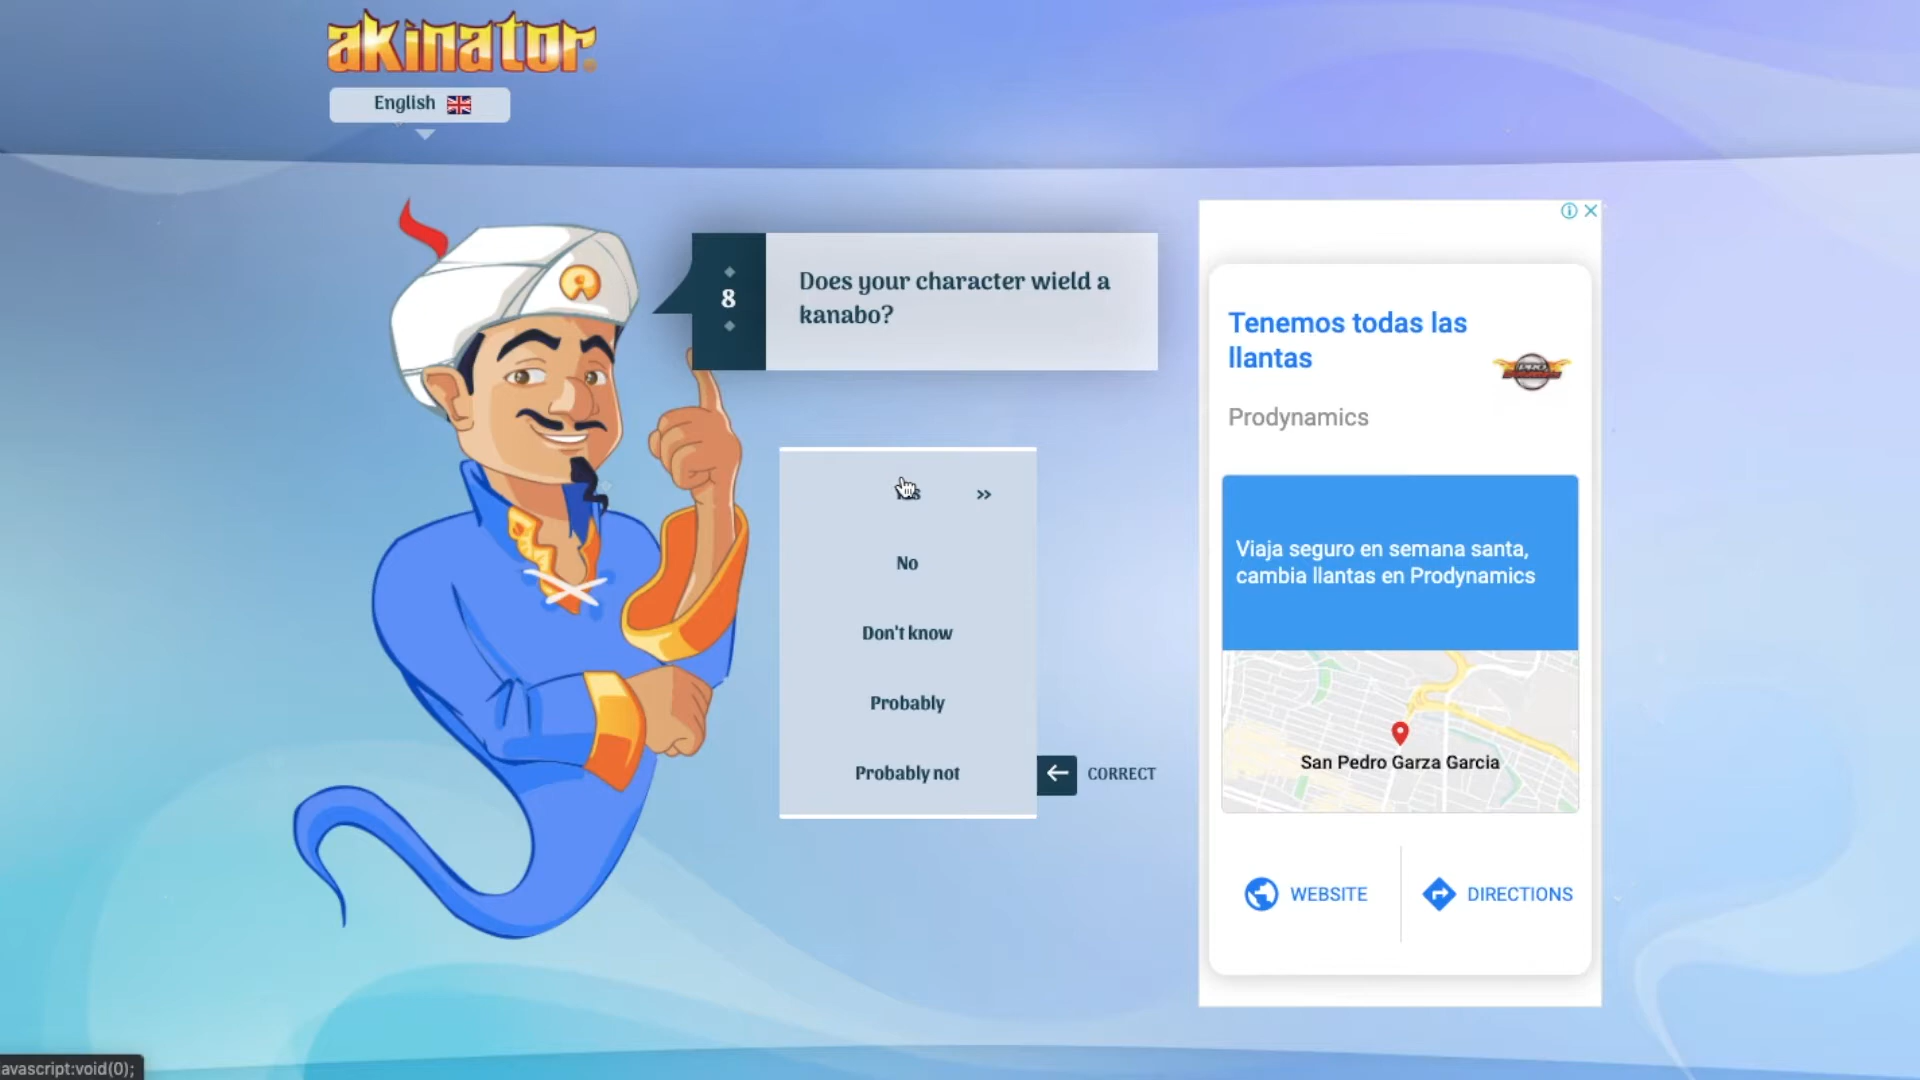 akinator.
English
8
Does your character wield a
kanabo?
>>
No
Don't know
Probably
Probably not
CORRECT
Tenemos todas las
llantas
PRO
Prodynamics
Viaja seguro en semana santa,
cambia llantas en Prodynamics
San Pedro Garza Garcia
WEBSITE
DIRECTIONS
avascript:void(0);